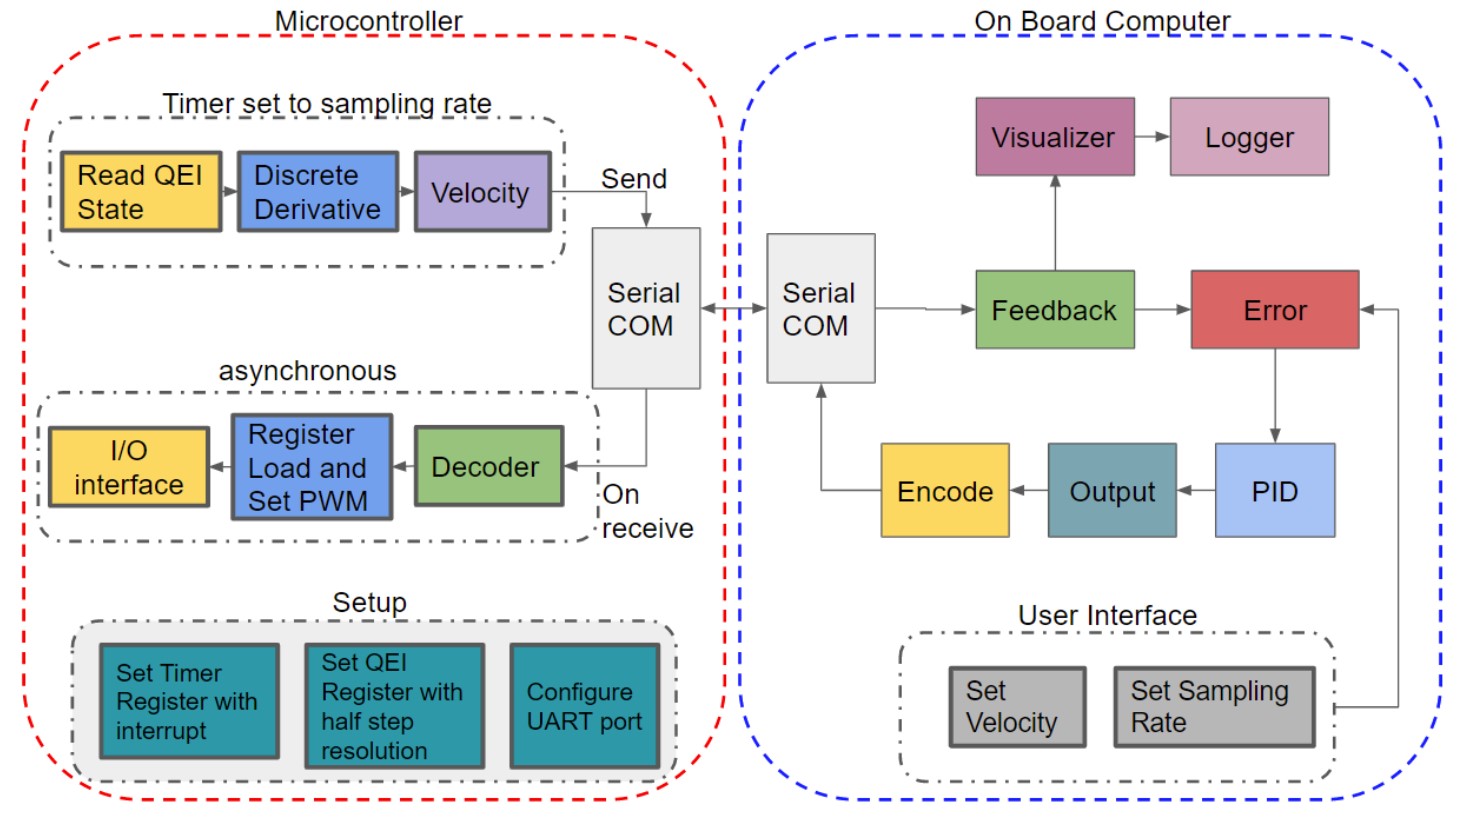 Microcontroller
Timer set to sampling rate
Read QEI
State
Discrete
Derivative
Velocity
Send
Serial
COM
asynchronous
I/O
interface
Register
Load and
Set PWM
Decoder
On
receive
Setup
Set Timer
Register with
interrupt
Set QEI
Register with
half step
resolution
Configure
UART port
On Board Computer
Visualizer
Logger
Serial
COM
Feedback
Error
Encode
Output
PID
User Interface
Set
Velocity
Set Sampling
Rate